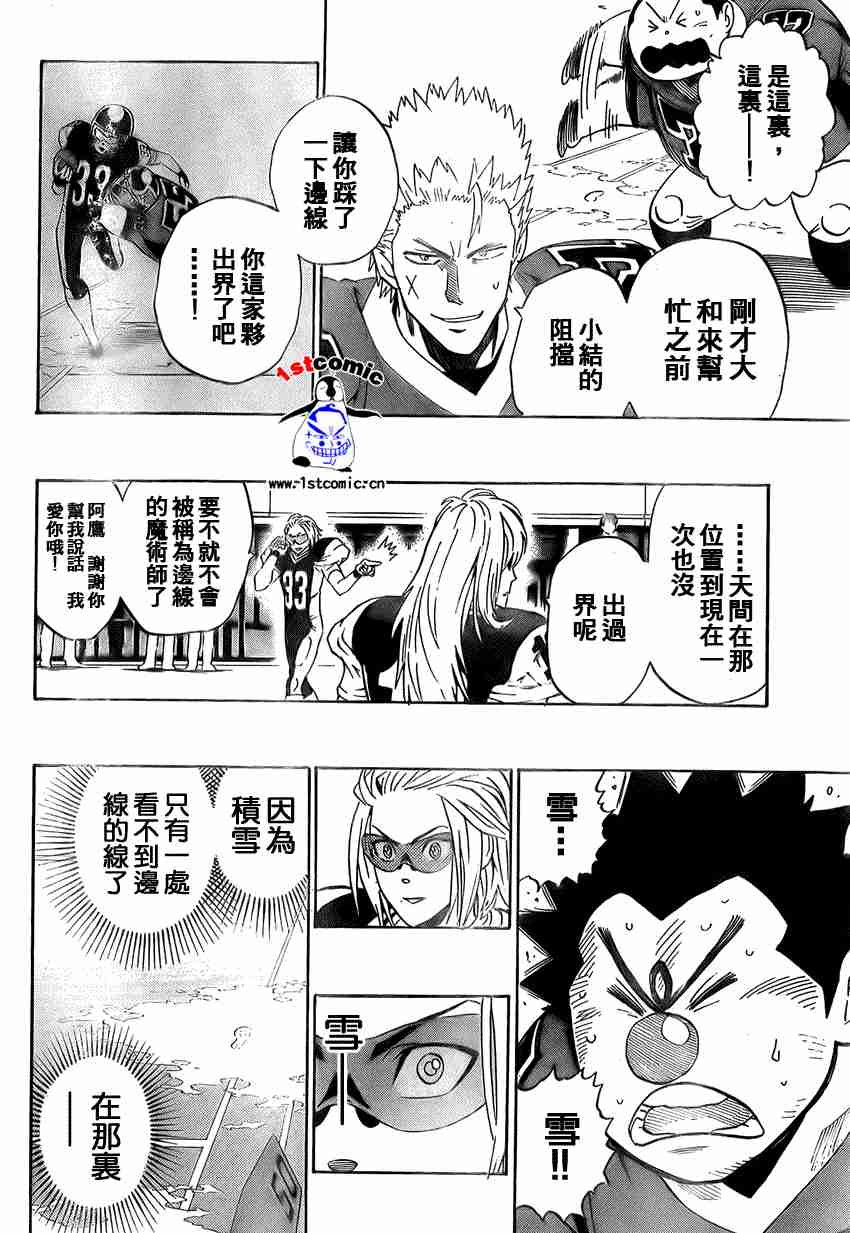 是這裏，
這裏——！
剛才大
和來幫
忙之前
小結的
阻擋
讓你踩了
一下邊線
你這家夥
出界了吧
……！
33
1stcomic
www.1stcomic.cn
……天間在那
位置到現在一
次也沒
出過
界呢
93
要不就不會
被稱為邊線
的魔術師了
阿鷹 謝謝你
幫我說話 我
愛你哦！
雪…
雪!!
雪——
因為
積雪
只有一處
看不到邊
線的線了
在那裏
——